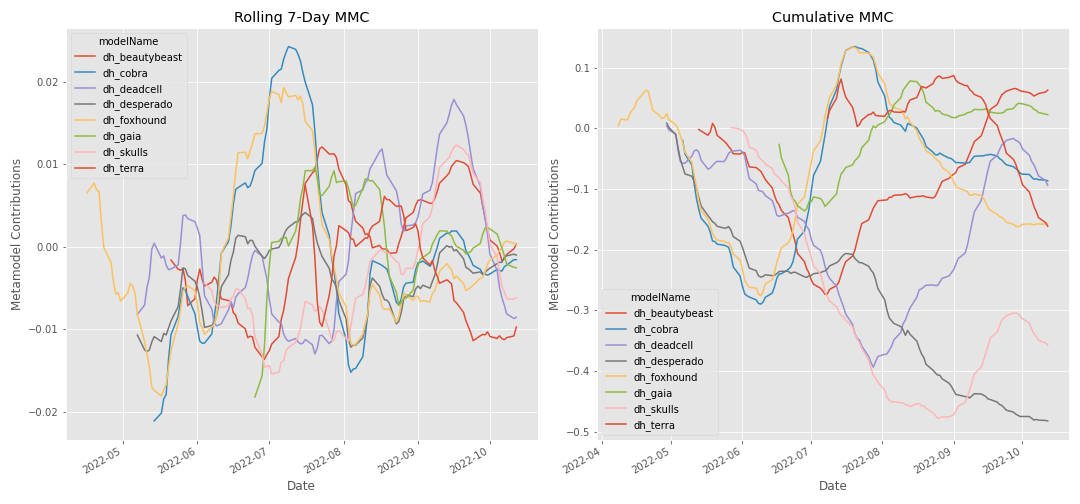 Rolling 7-Day MMC
modelName
dh_beautybeast
dh_cobra
dh_deadcell
dh_desperado
dh_foxhound
dh_gaia
dh_skulls
dh_terra
0.02
0.01
0.00
−0.01
−0.02
Metamodel Contributions
2022-05
2022-06
2022-07
2022-08
2022-09
2022-10
Date
Cumulative MMC
0.1
0.0
−0.1
−0.2
−0.3
−0.4
−0.5
Metamodel Contributions
modelName
dh_beautybeast
dh_cobra
dh_deadcell
dh_desperado
dh_foxhound
dh_gaia
dh_skulls
dh_terra
2022-04
2022-05
2022-06
2022-07
2022-08
2022-09
2022-10
Date